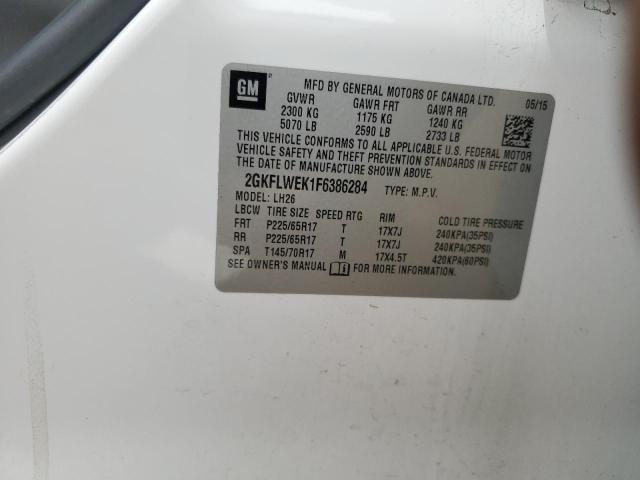 GM
MFD BY GENERAL MOTORS OF CANADA LTD. 05/15
GVWR GAWR FRT GAWR RR
2300 KG 1175 KG 1240 KG
5070 LB 2590 LB 2733 LB
THIS VEHICLE CONFORMS TO ALL APPLICABLE U.S. FEDERAL MOTOR
VEHICLE SAFETY AND THEFT PREVENTION STANDARDS IN EFFECT ON
THE DATE OF MANUFACTURE SHOWN ABOVE.
2GKFLWEK1F6386284 TYPE: M.P.V.
MODEL: LH26
LBCW TIRE SIZE SPEED RTG RIM COLD TIRE PRESSURE
FRT P225/65R17 T 17X7J 240KPA(35PSI)
RR P225/65R17 T 17X7J 240KPA(35PSI)
SPA T145/70R17 M 17X4.5T 420KPA(60PSI)
SEE OWNER'S MANUAL FOR MORE INFORMATION.